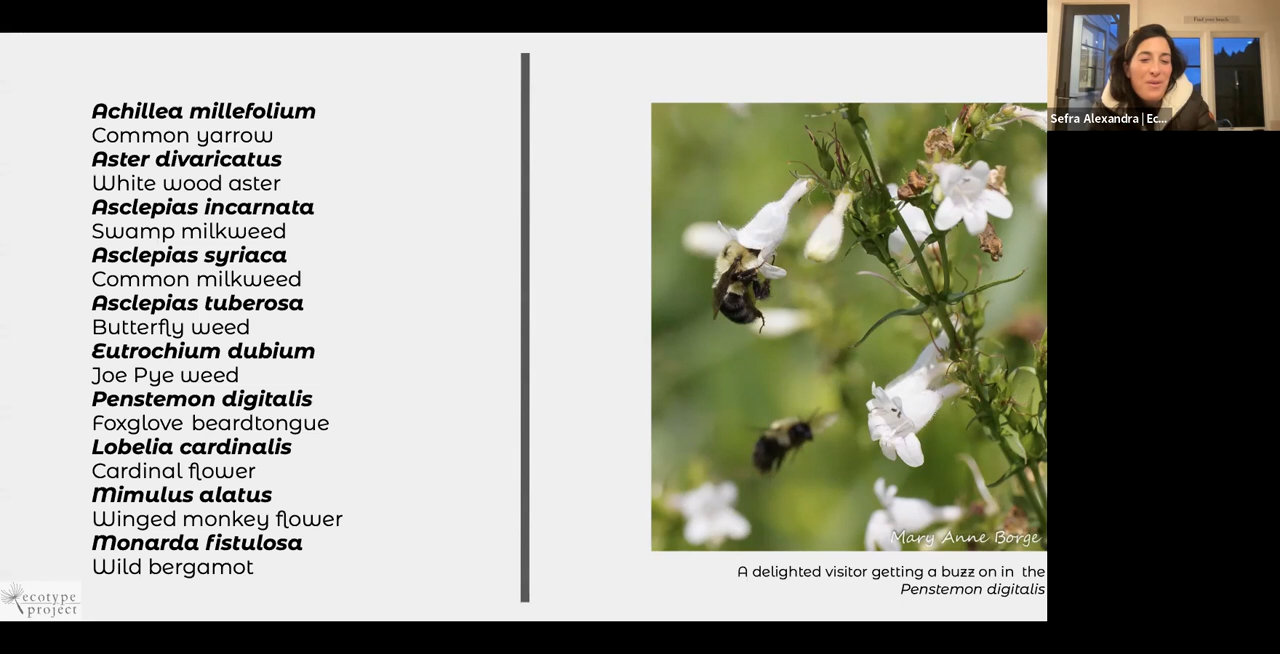 Achillea millefolium
Common yarrow
Aster divaricatus
White wood aster
Asclepias incarnata
Swamp milkweed
Asclepias syriaca
Common milkweed
Asclepias tuberosa
Butterfly weed
Eutrochium dubium
Joe Pye weed
Penstemon digitalis
Foxglove beardtongue
Lobelia cardinalis
Cardinal flower
Mimulus alatus
Winged monkey flower
Monarda fistulosa
Wild bergamot
ecotype
project
Mary Anne Borge
A delighted visitor getting a buzz on in the
Penstemon digitalis
Find your beach
Sefra Alexandra | Ec...